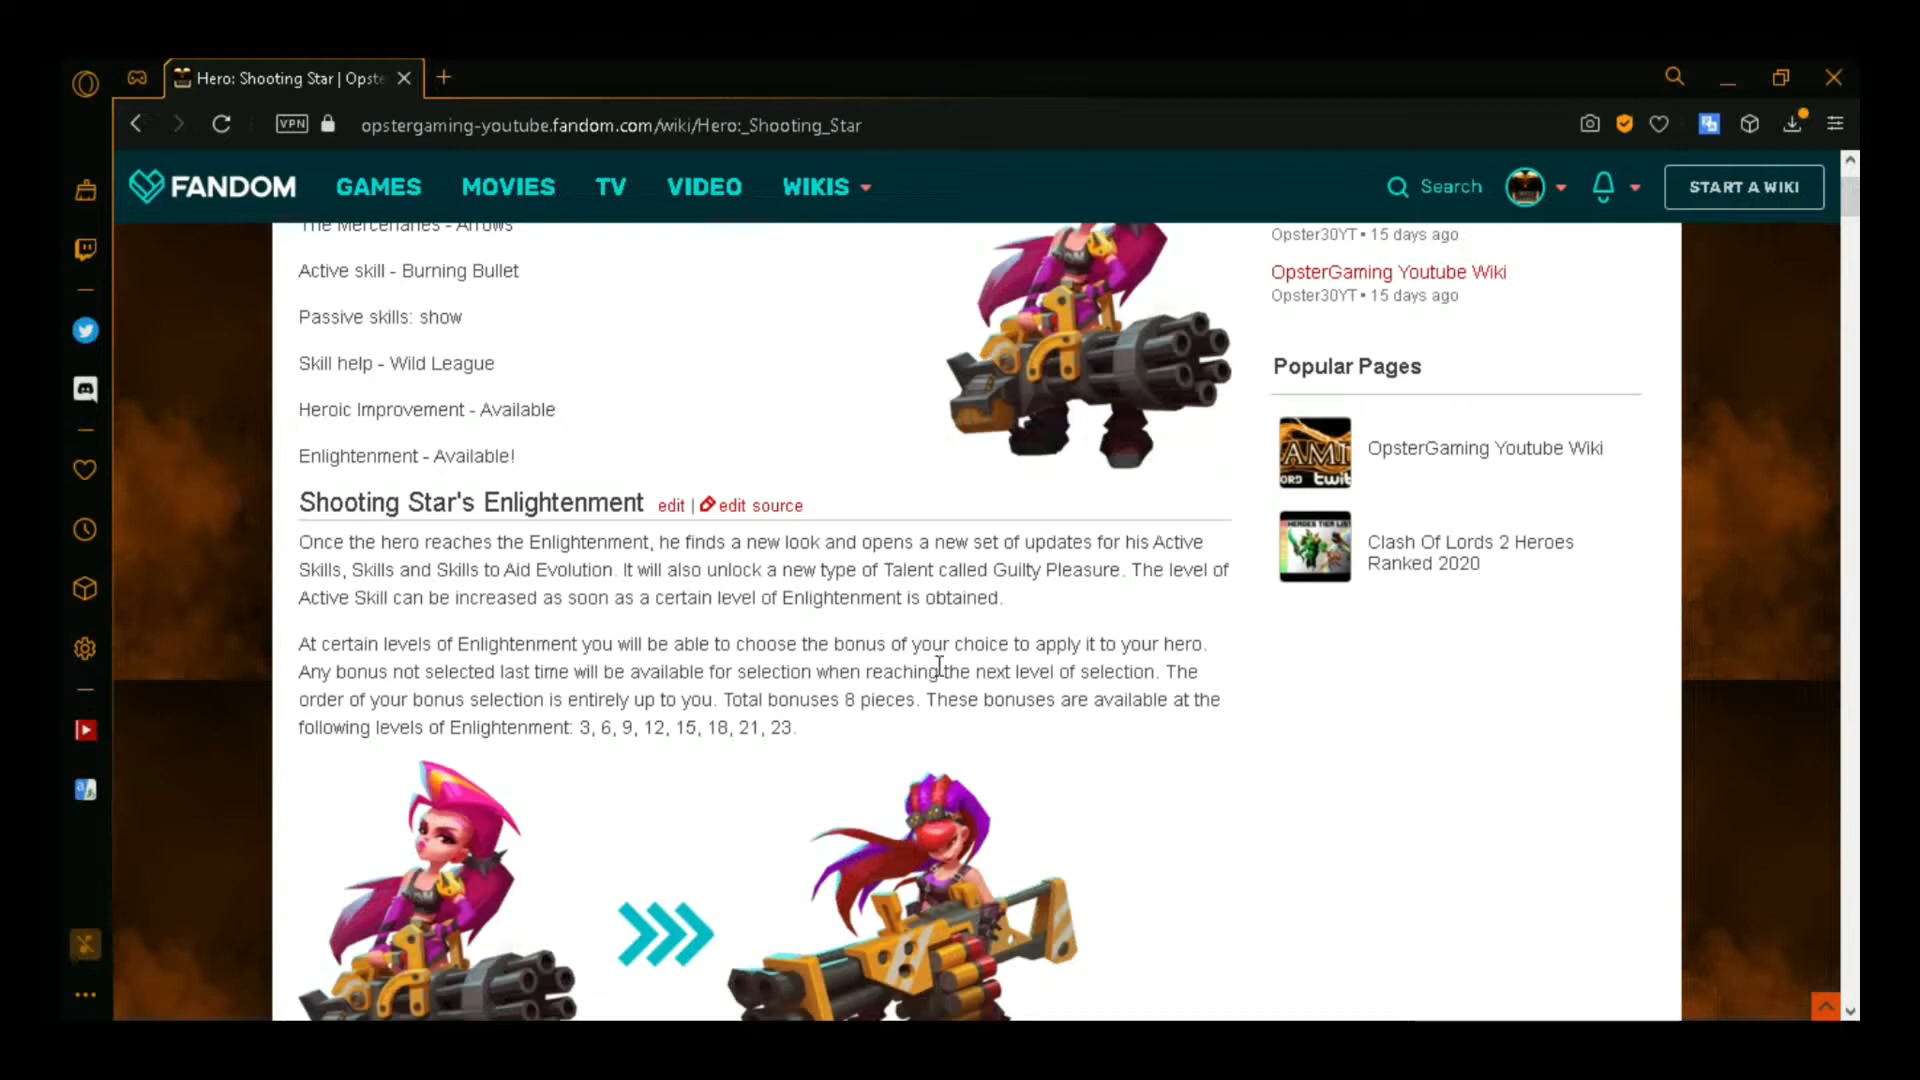 Hero: Shooting Star | Opste
VPN
opstergaming-youtube.fandom.com/wiki/Hero:_Shooting_Star
FANDOM
GAMES
MOVIES
TV
VIDEO
WIKIS
Search
START A WIKI
The Mercenaries - Arrows
Active skill - Burning Bullet
Passive skills: show
Skill help - Wild League
Heroic Improvement - Available
Enlightenment - Available!
Shooting Star's Enlightenment edit | edit source
Once the hero reaches the Enlightenment, he finds a new look and opens a new set of updates for his Active
Skills, Skills and Skills to Aid Evolution. It will also unlock a new type of Talent called Guilty Pleasure. The level of
Active Skill can be increased as soon as a certain level of Enlightenment is obtained.
At certain levels of Enlightenment you will be able to choose the bonus of your choice to apply it to your hero.
Any bonus not selected last time will be available for selection when reaching the next level of selection. The
order of your bonus selection is entirely up to you. Total bonuses 8 pieces. These bonuses are available at the
following levels of Enlightenment: 3, 6, 9, 12, 15, 18, 21, 23.
Opster30YT • 15 days ago
OpsterGaming Youtube Wiki
Opster30YT • 15 days ago
Popular Pages
AMI
ORD twit
OpsterGaming Youtube Wiki
HEROES TIER LIST
Clash Of Lords 2 Heroes
Ranked 2020